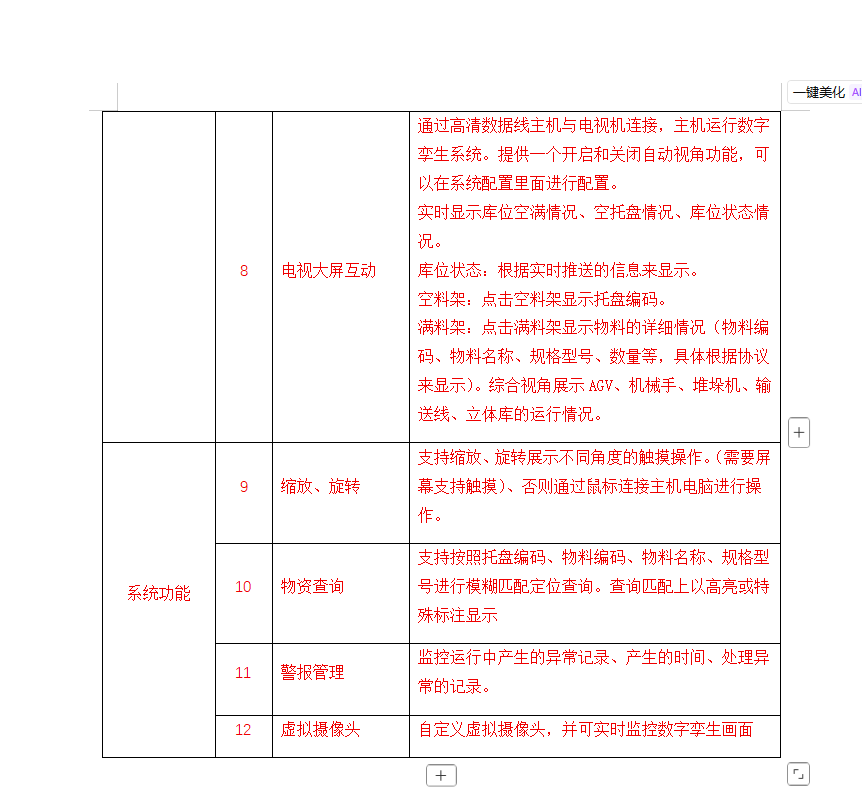 一键美化 AI
通过高清数据线主机与电视机连接，主机运行数字
孪生系统。提供一个开启和关闭自动视角功能，可
以在系统配置里面进行配置。
实时显示库位空满情况、空托盘情况、库位状态情
况。
8
电视大屏互动
库位状态：根据实时推送的信息来显示。
空料架：点击空料架显示托盘编码。
满料架：点击满料架显示物料的详细情况（物料编
码、物料名称、规格型号、数量等，具体根据协议
来显示）。综合视角展示 AGV、机械手、堆垛机、输
送线、立体库的运行情况。
系统功能
9
缩放、旋转
支持缩放、旋转展示不同角度的触摸操作。（需要屏
幕支持触摸）、否则通过鼠标连接主机电脑进行操
作。
10
物资查询
支持按照托盘编码、物料编码、物料名称、规格型
号进行模糊匹配定位查询。查询匹配上以高亮或特
殊标注显示
11
警报管理
监控运行中产生的异常记录、产生的时间、处理异
常的记录。
12
虚拟摄像头
自定义虚拟摄像头，并可实时监控数字孪生画面